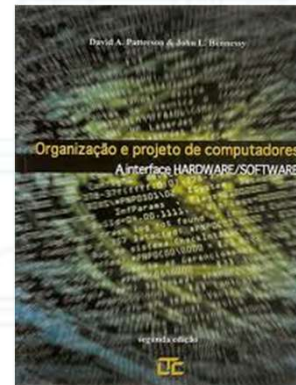 David A. Patterson & John L. Hennessy
Organização e projeto de computadores
A interface HARDWARE/SOFTWARE
segunda edição
LTC